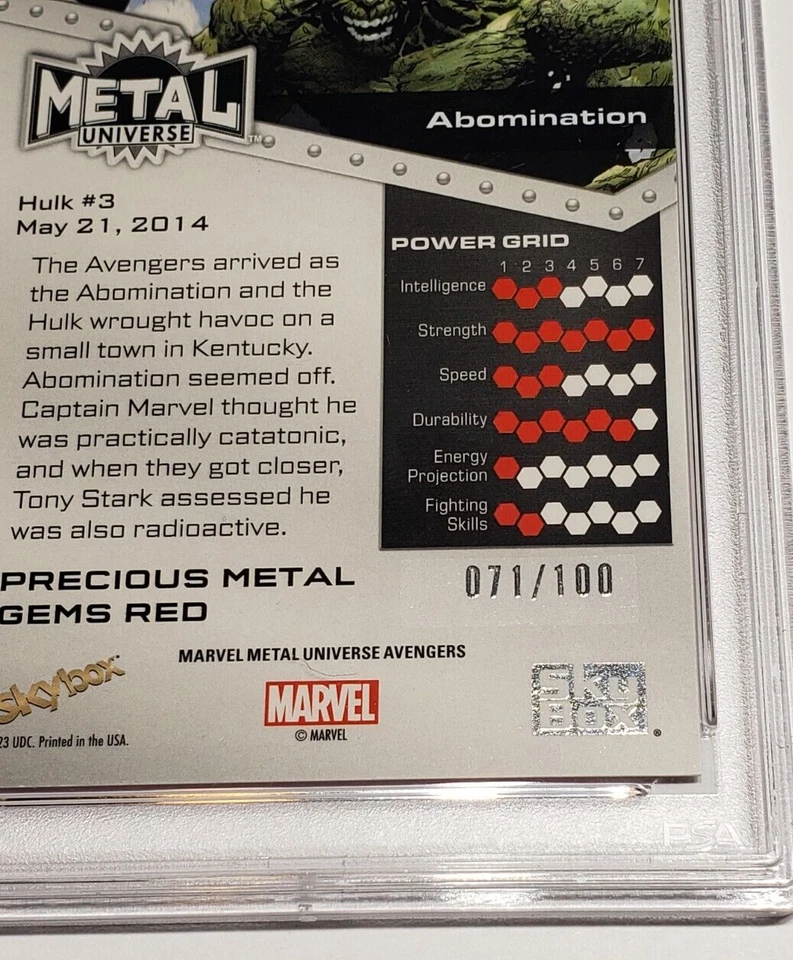 METAL
UNIVERSE
TM
Abomination
Hulk #3
May 21, 2014
The Avengers arrived as
the Abomination and the
Hulk wrought havoc on a
small town in Kentucky.
Abomination seemed off.
Captain Marvel thought he
was practically catatonic,
and when they got closer,
Tony Stark assessed he
was also radioactive.
POWER GRID
1 2 3 4 5 6 7
Intelligence
Strength
Speed
Durability
Energy
Projection
Fighting
Skills
PRECIOUS METAL
GEMS RED
071/100
MARVEL METAL UNIVERSE AVENGERS
skybox
MARVEL
© MARVEL
23 UDC. Printed in the USA.
SKY
BOX
®
PSA